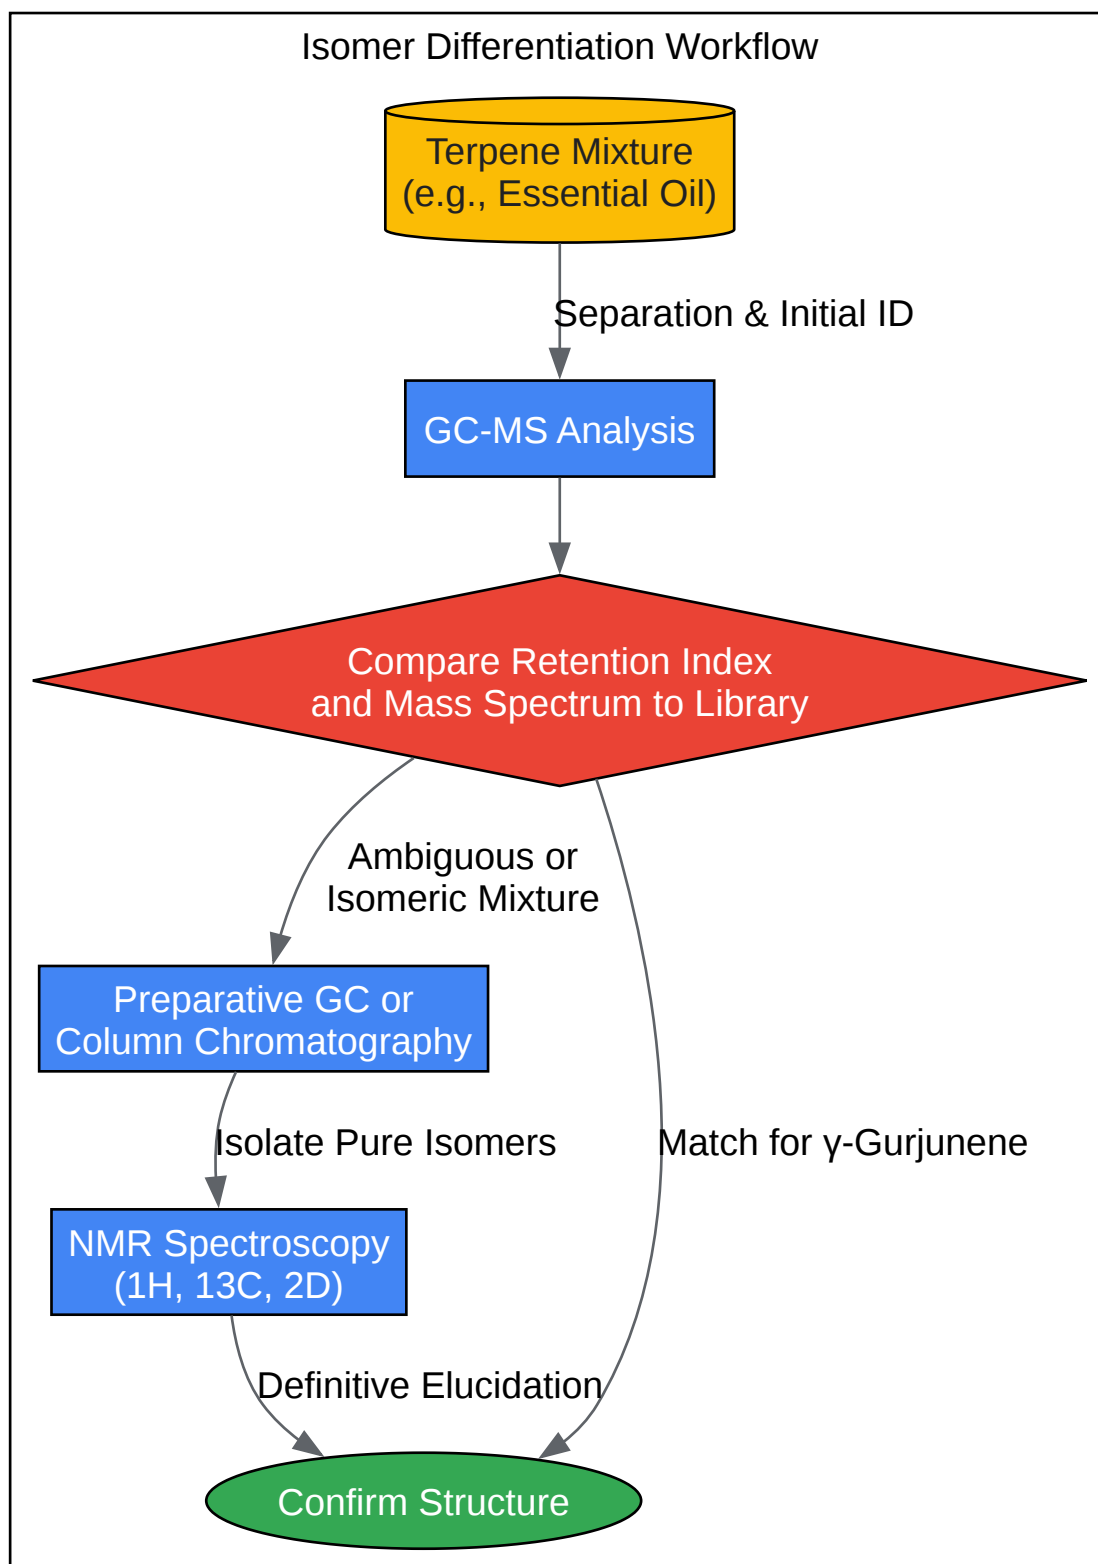 Isomer Differentiation Workflow
Terpene Mixture
(e.g., Essential Oil)
Separation & Initial ID
GC-MS Analysis
Compare Retention Index
and Mass Spectrum to Library
Ambiguous or
Isomeric Mixture
Preparative GC or
Column Chromatography
Isolate Pure Isomers
Match for γ-Gurjunene
NMR Spectroscopy
(1H, 13C, 2D)
Definitive Elucidation
Confirm Structure